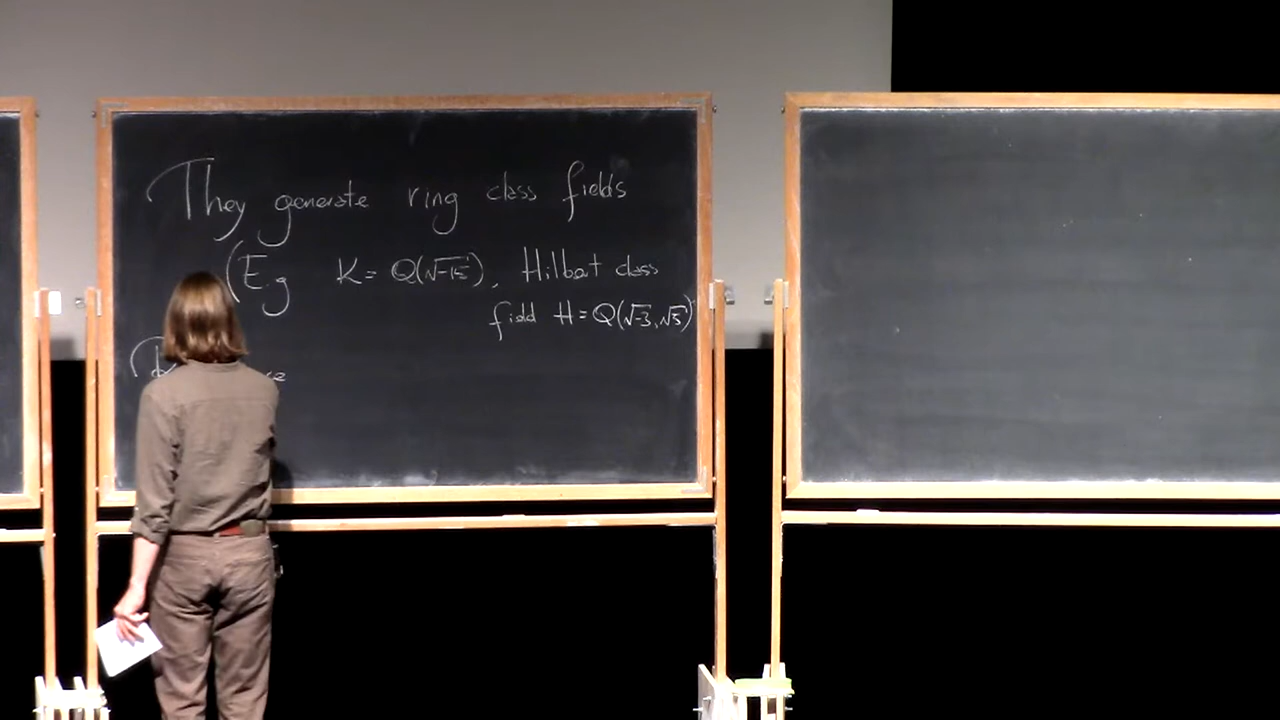 They generate ring class fields
(E.g K = Q(√-15), Hilbert class
field H = Q(√-3, √5)